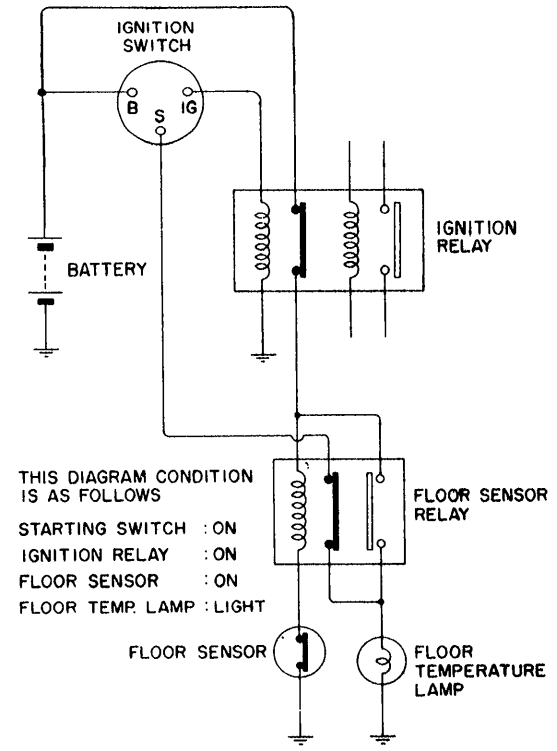 IGNITION
SWITCH
B
S
IG
BATTERY
IGNITION
RELAY
THIS DIAGRAM CONDITION
IS AS FOLLOWS
STARTING SWITCH : ON
IGNITION RELAY : ON
FLOOR SENSOR : ON
FLOOR TEMP. LAMP : LIGHT
FLOOR SENSOR
RELAY
FLOOR SENSOR
FLOOR
TEMPERATURE
LAMP